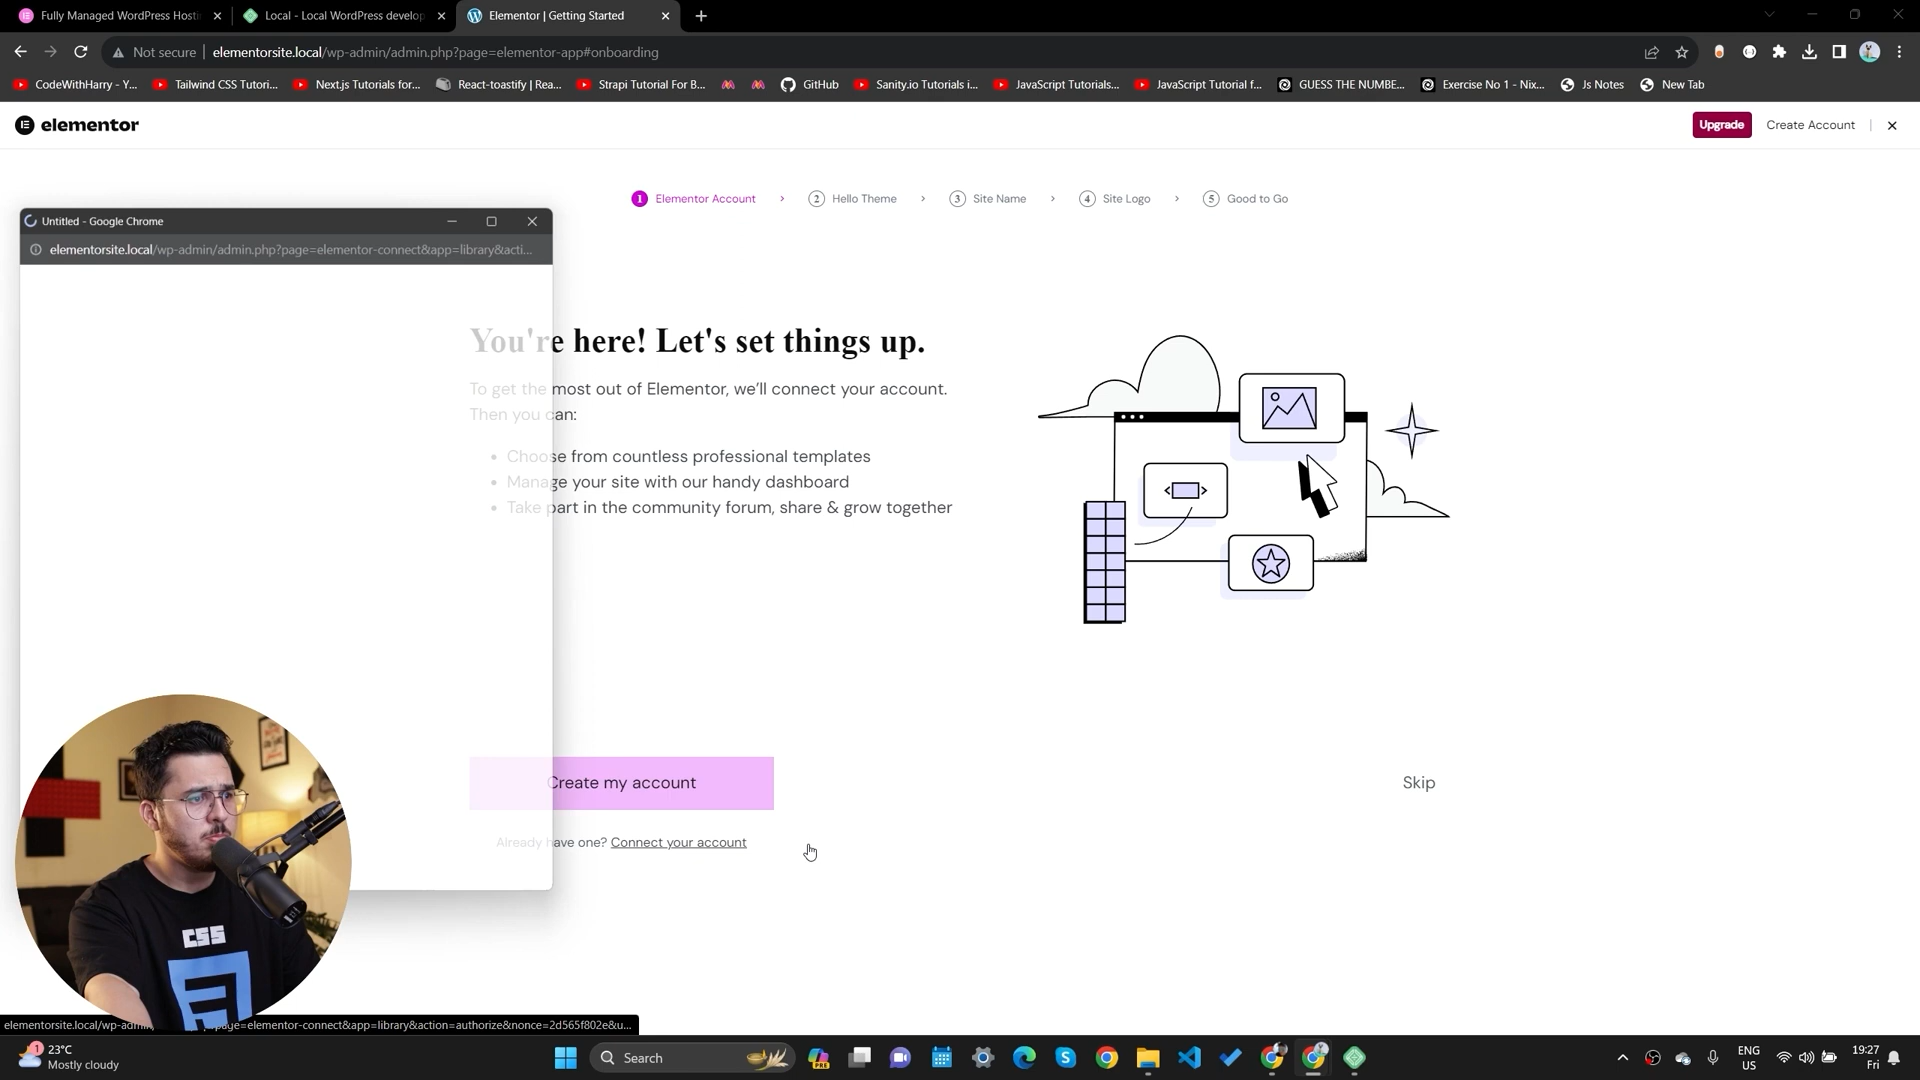 Fully Managed WordPress Hosti
Local - Local WordPress develop
Elementor | Getting Started
Not secure
elementorsite.local/wp-admin/admin.php?page=elementor-app#onboarding
CodeWithHarry - Y...
Tailwind CSS Tutori...
Next.js Tutorials for...
React-toastify | Rea...
Strapi Tutorial For B...
GitHub
Sanity.io Tutorials i...
JavaScript Tutorials...
JavaScript Tutorial f...
GUESS THE NUMBE...
Exercise No 1 - Nix...
Js Notes
New Tab
elementor
Upgrade
Create Account
1 Elementor Account
2 Hello Theme
3 Site Name
4 Site Logo
5 Good to Go
Untitled - Google Chrome
elementorsite.local/wp-admin/admin.php?page=elementor-connect&app=library&acti...
You're here! Let's set things up.
To get the most out of Elementor, we'll connect your account.
Then you can:
Choose from countless professional templates
Manage your site with our handy dashboard
Take part in the community forum, share & grow together
Create my account
Skip
Already have one? Connect your account
CSS
elementorsite.local/wp-admin
page=elementor-connect&app=library&action=authorize&nonce=2d565f802e&u...
1
23°C
Mostly cloudy
Search
PRE
ENG
US
19:27
Fri